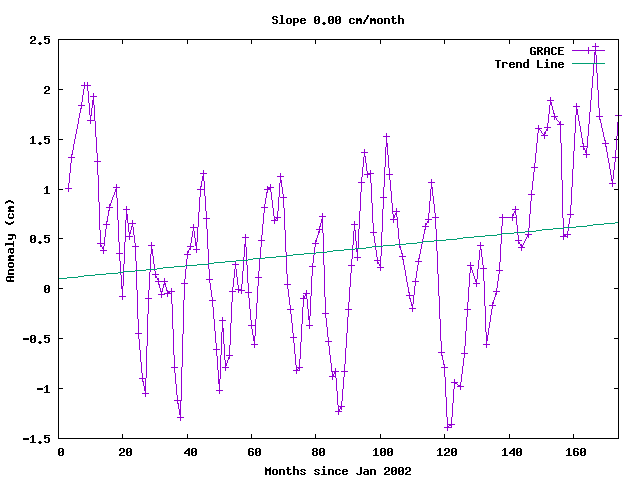 Slope 0.00 cm/month
GRACE
Trend Line
2.5
2
1.5
1
0.5
0
-0.5
-1
-1.5
Anomaly (cm)
0 20 40 60 80 100 120 140 160
Months since Jan 2002